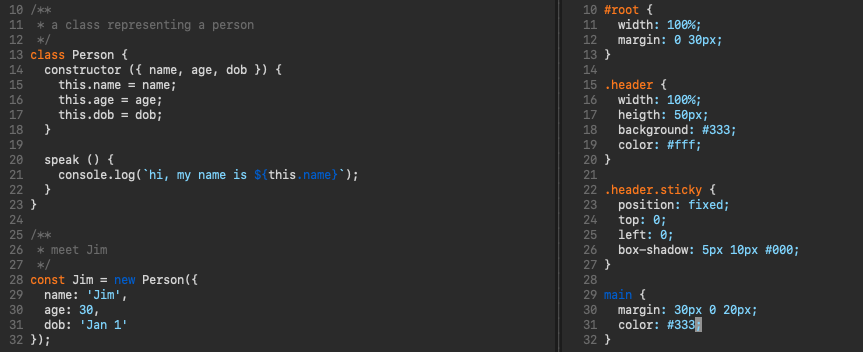 10 /**
11  * a class representing a person
12  */
13 class Person {
14   constructor ({ name, age, dob }) {
15     this.name = name;
16     this.age = age;
17     this.dob = dob;
18   }
19
20   speak () {
21     console.log(`hi, my name is ${this.name}`);
22   }
23 }
24
25 /**
26  * meet Jim
27  */
28 const Jim = new Person({
29   name: 'Jim',
30   age: 30,
31   dob: 'Jan 1'
32 });
10 #root {
11   width: 100%;
12   margin: 0 30px;
13 }
14
15 .header {
16   width: 100%;
17   heigth: 50px;
18   background: #333;
19   color: #fff;
20 }
21
22 .header.sticky {
23   position: fixed;
24   top: 0;
25   left: 0;
26   box-shadow: 5px 10px #000;
27 }
28
29 main {
30   margin: 30px 0 20px;
31   color: #333;
32 }